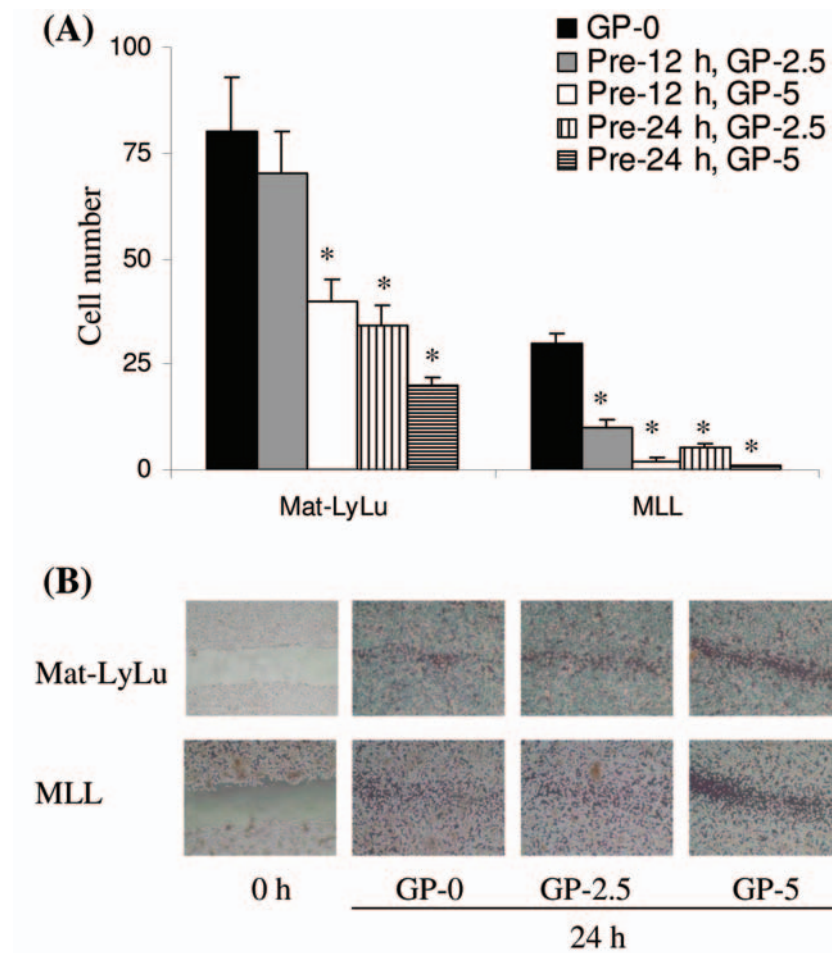 (A)
100
75
50
25
0
Cell number
GP-0
Pre-12 h, GP-2.5
Pre-12 h, GP-5
Pre-24 h, GP-2.5
Pre-24 h, GP-5
* * *
* * * *
Mat-LyLu MLL
(B)
Mat-LyLu
MLL
0 h GP-0 GP-2.5 GP-5
24 h